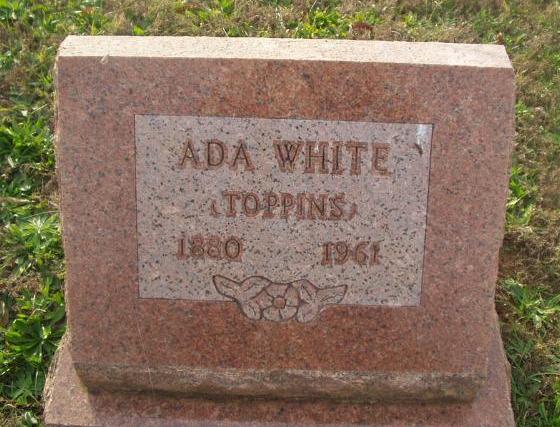 ADA WHITE
(TOPPINS)
1880 1961